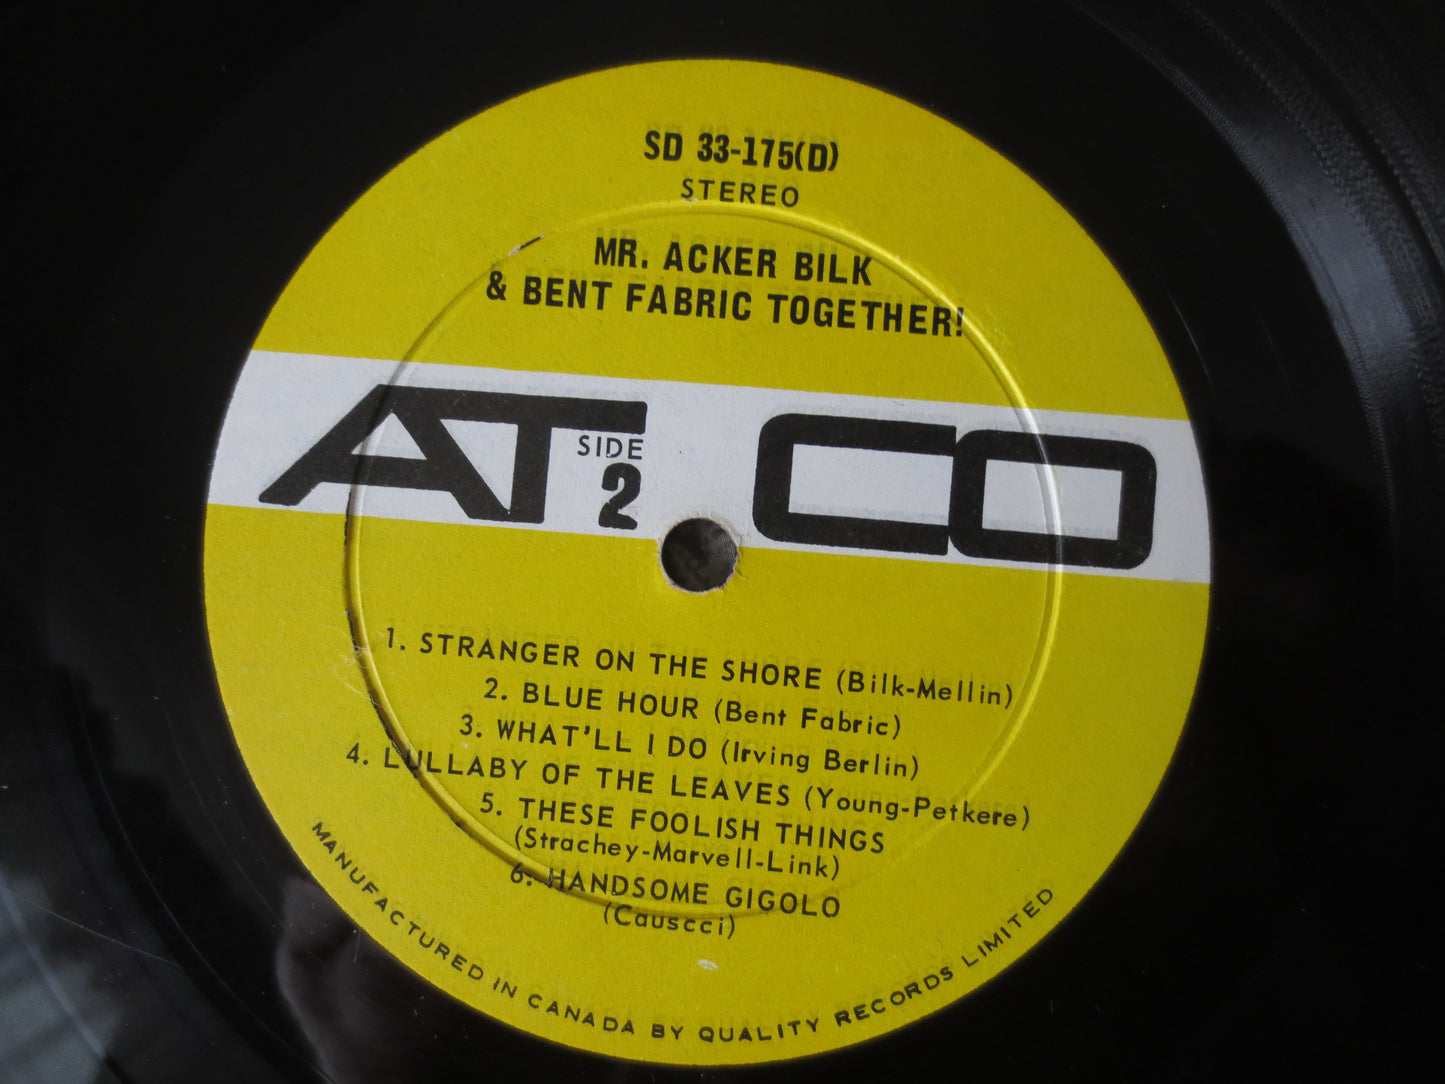 SD 33-175(D)
STEREO
MR. ACKER BILK
& BENT FABRIC TOGETHER!
ATCO
SIDE
2
1. STRANGER ON THE SHORE (Bilk-Mellin)
2. BLUE HOUR (Bent Fabric)
3. WHAT'LL I DO (Irving Berlin)
4. LULLABY OF THE LEAVES (Young-Petkere)
5. THESE FOOLISH THINGS
(Strachey-Marvell-Link)
6. HANDSOME GIGOLO
(Causcci)
MANUFACTURED IN CANADA BY QUALITY RECORDS LIMITED